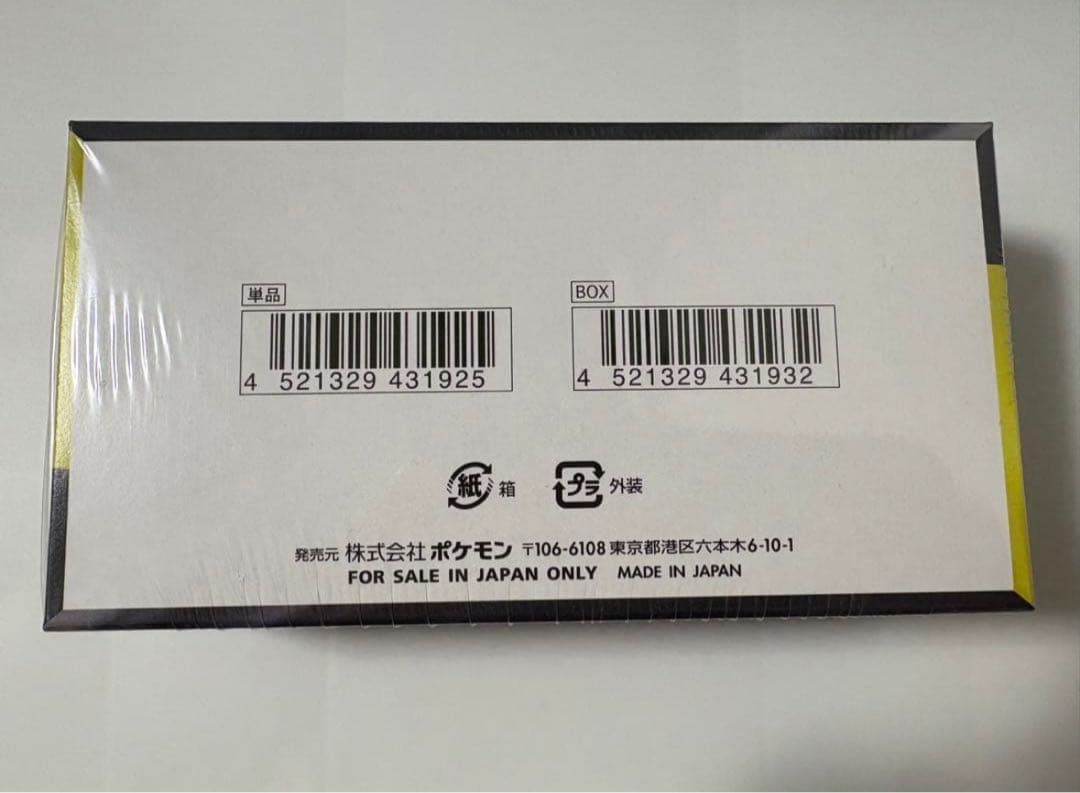 単品
4 521329 431925
BOX
4 521329 431932
紙 箱
プラ 外装
発売元 株式会社ポケモン 〒106-6108 東京都港区六本木6-10-1
FOR SALE IN JAPAN ONLY MADE IN JAPAN